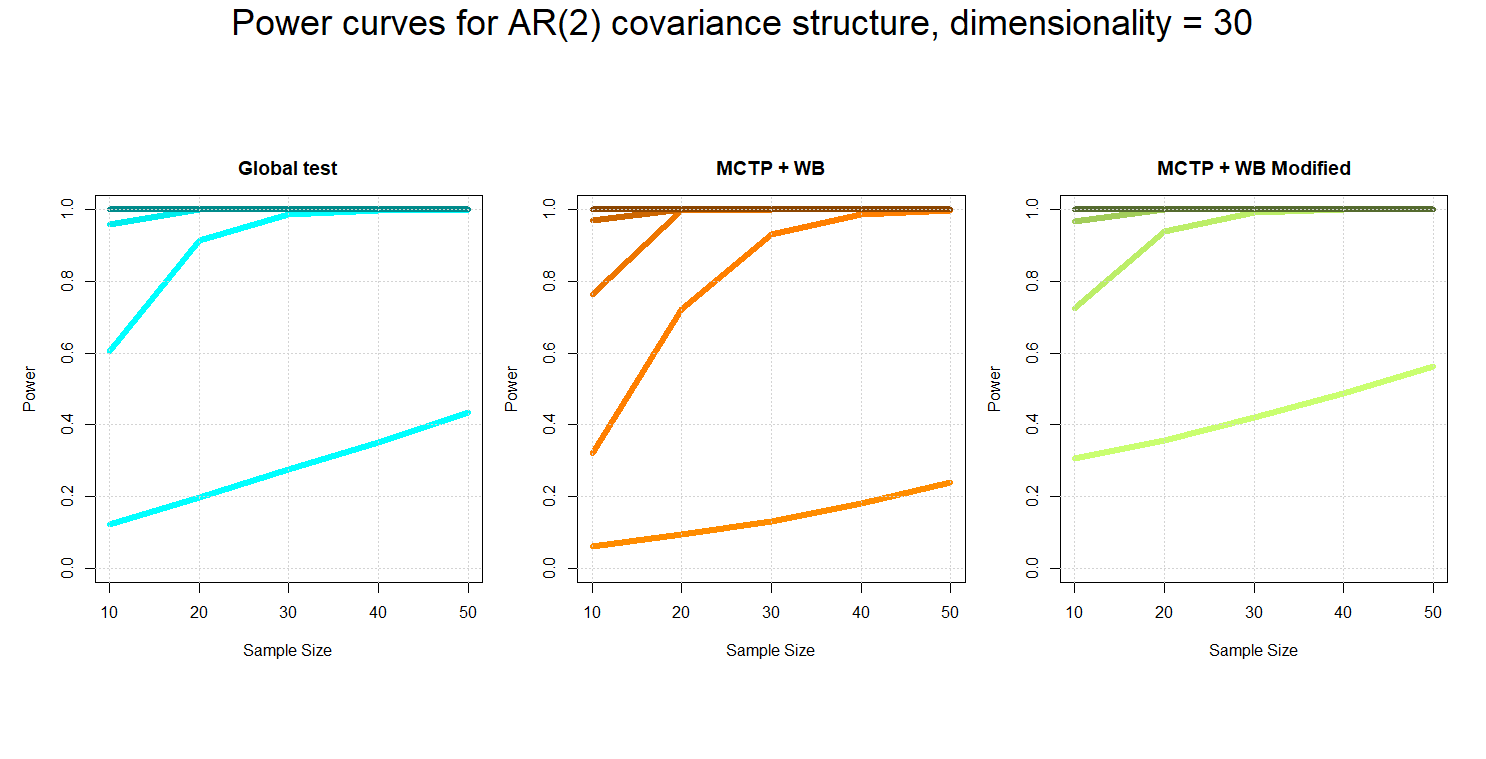 Power curves for AR(2) covariance structure, dimensionality = 30
Global test
1.0
0.8
0.6
0.4
0.2
0.0
Power
10 20 30 40 50
Sample Size
MCTP + WB
1.0
0.8
0.6
0.4
0.2
0.0
Power
10 20 30 40 50
Sample Size
MCTP + WB Modified
1.0
0.8
0.6
0.4
0.2
0.0
Power
10 20 30 40 50
Sample Size